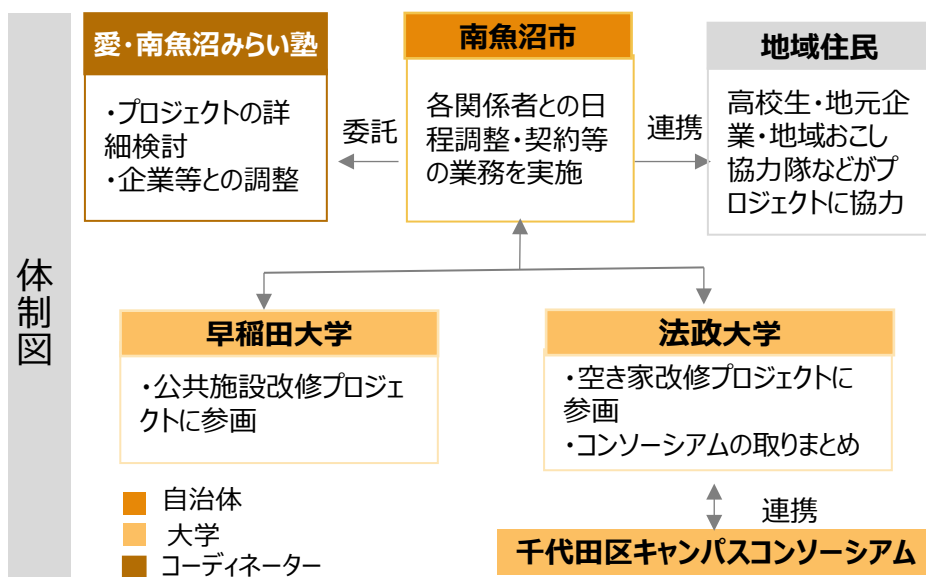 体制図
愛・南魚沼みらい塾
・プロジェクトの詳
細検討
・企業等との調整
委託
南魚沼市
各関係者との日
程調整・契約等
の業務を実施
連携
地域住民
高校生・地元企
業・地域おこし
協力隊などがプ
ロジェクトに協力
早稲田大学
・公共施設改修プロジェ
クトに参画
法政大学
・空き家改修プロジェクトに
参画
・コンソーシアムの取りまとめ
連携
千代田区キャンパスコンソーシアム
自治体
大学
コーディネーター